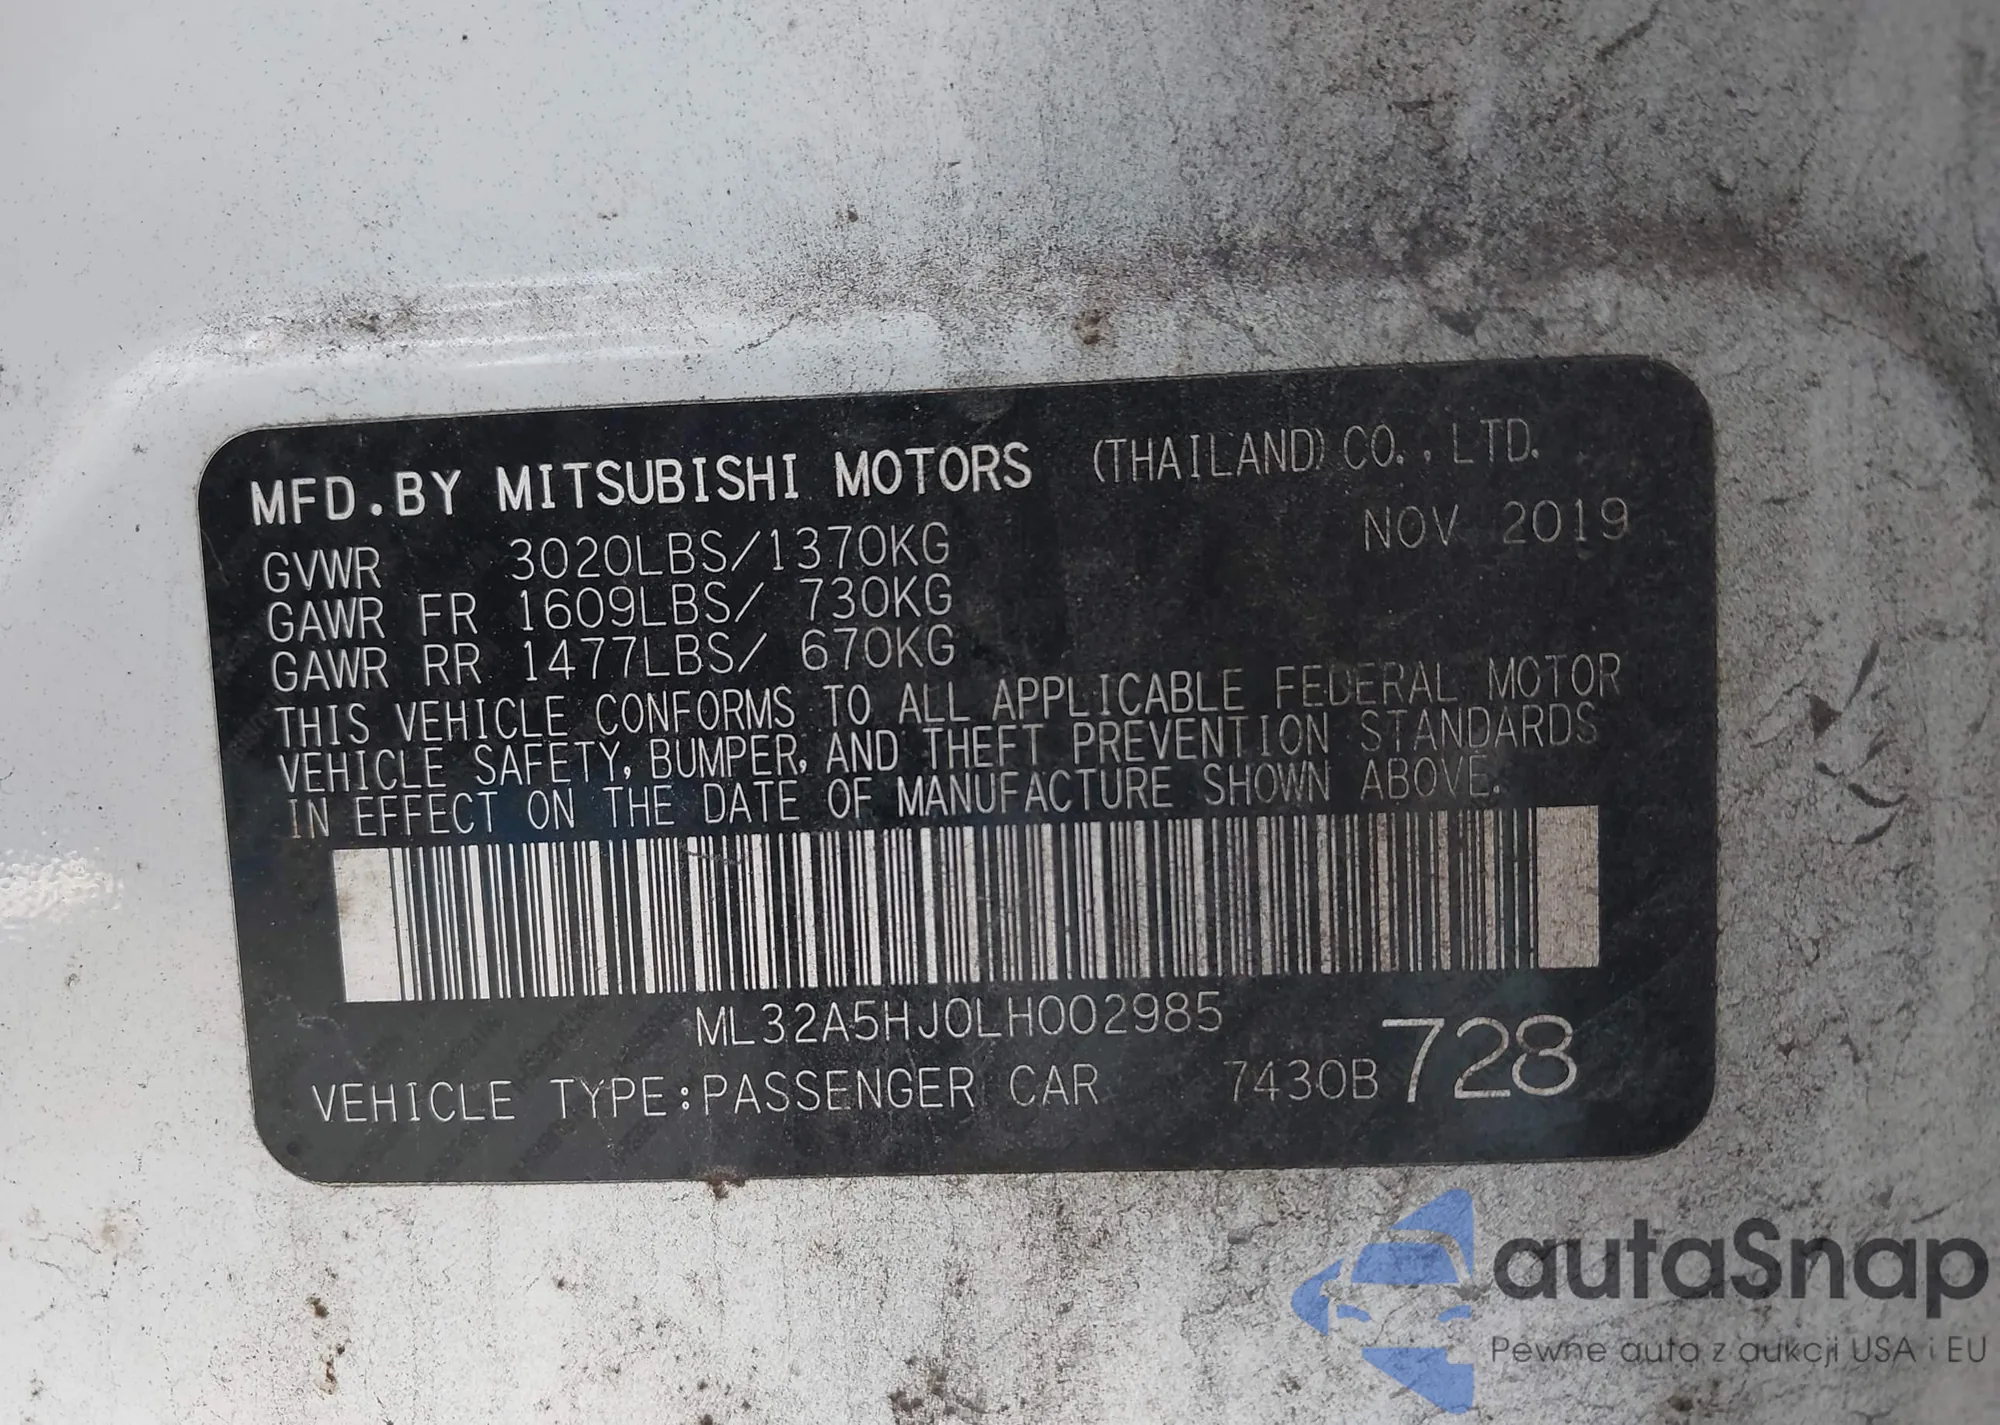 MFD.BY MITSUBISHI MOTORS (THAILAND) CO., LTD.
NOV 2019
GVWR 3020LBS/1370KG
GAWR FR 1609LBS/ 730KG
GAWR RR 1477LBS/ 670KG
THIS VEHICLE CONFORMS TO ALL APPLICABLE FEDERAL MOTOR
VEHICLE SAFETY, BUMPER, AND THEFT PREVENTION STANDARDS
IN EFFECT ON THE DATE OF MANUFACTURE SHOWN ABOVE.
ML32A5HJ0LH002985
VEHICLE TYPE:PASSENGER CAR 7430B 728
autaSnap
Pewne auta z aukcji USA i EU